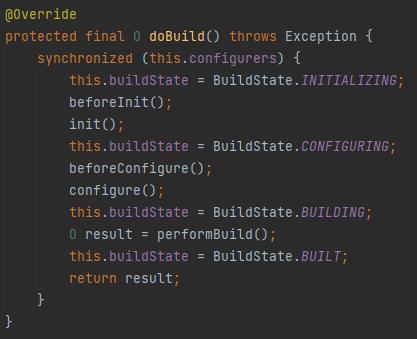 @Override
protected final O doBuild() throws Exception {
    synchronized (this.configurers) {
        this.buildState = BuildState.INITIALIZING;
        beforeInit();
        init();
        this.buildState = BuildState.CONFIGURING;
        beforeConfigure();
        configure();
        this.buildState = BuildState.BUILDING;
        O result = performBuild();
        this.buildState = BuildState.BUILT;
        return result;
    }
}